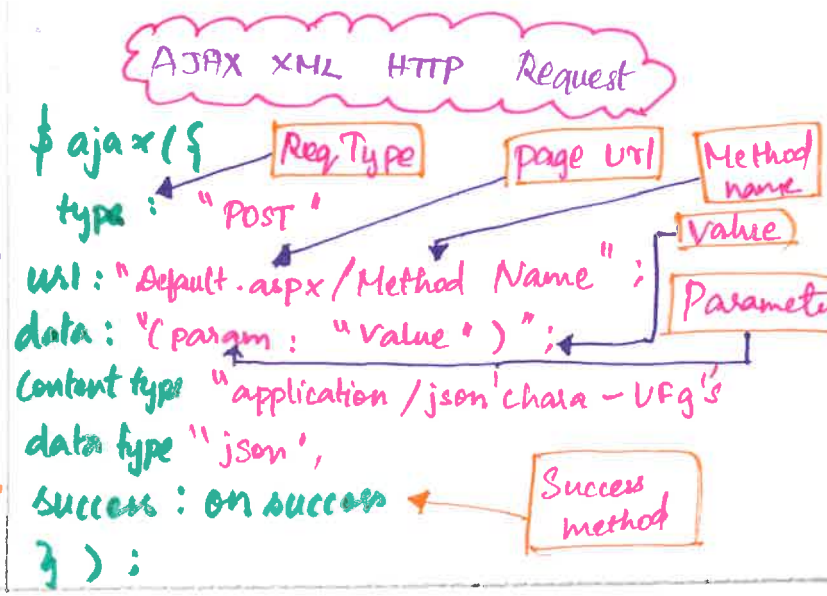 AJAX XML HTTP Request
$ ajax({
Req Type
page url
Method name
type : "POST"
Value
url : "Default.aspx/Method Name" ;
Paramete
data : "(param : "Value" )" ;
Content type "application /json'chara - UFg's
data type "json",
success : on success
Success method
} ) ;